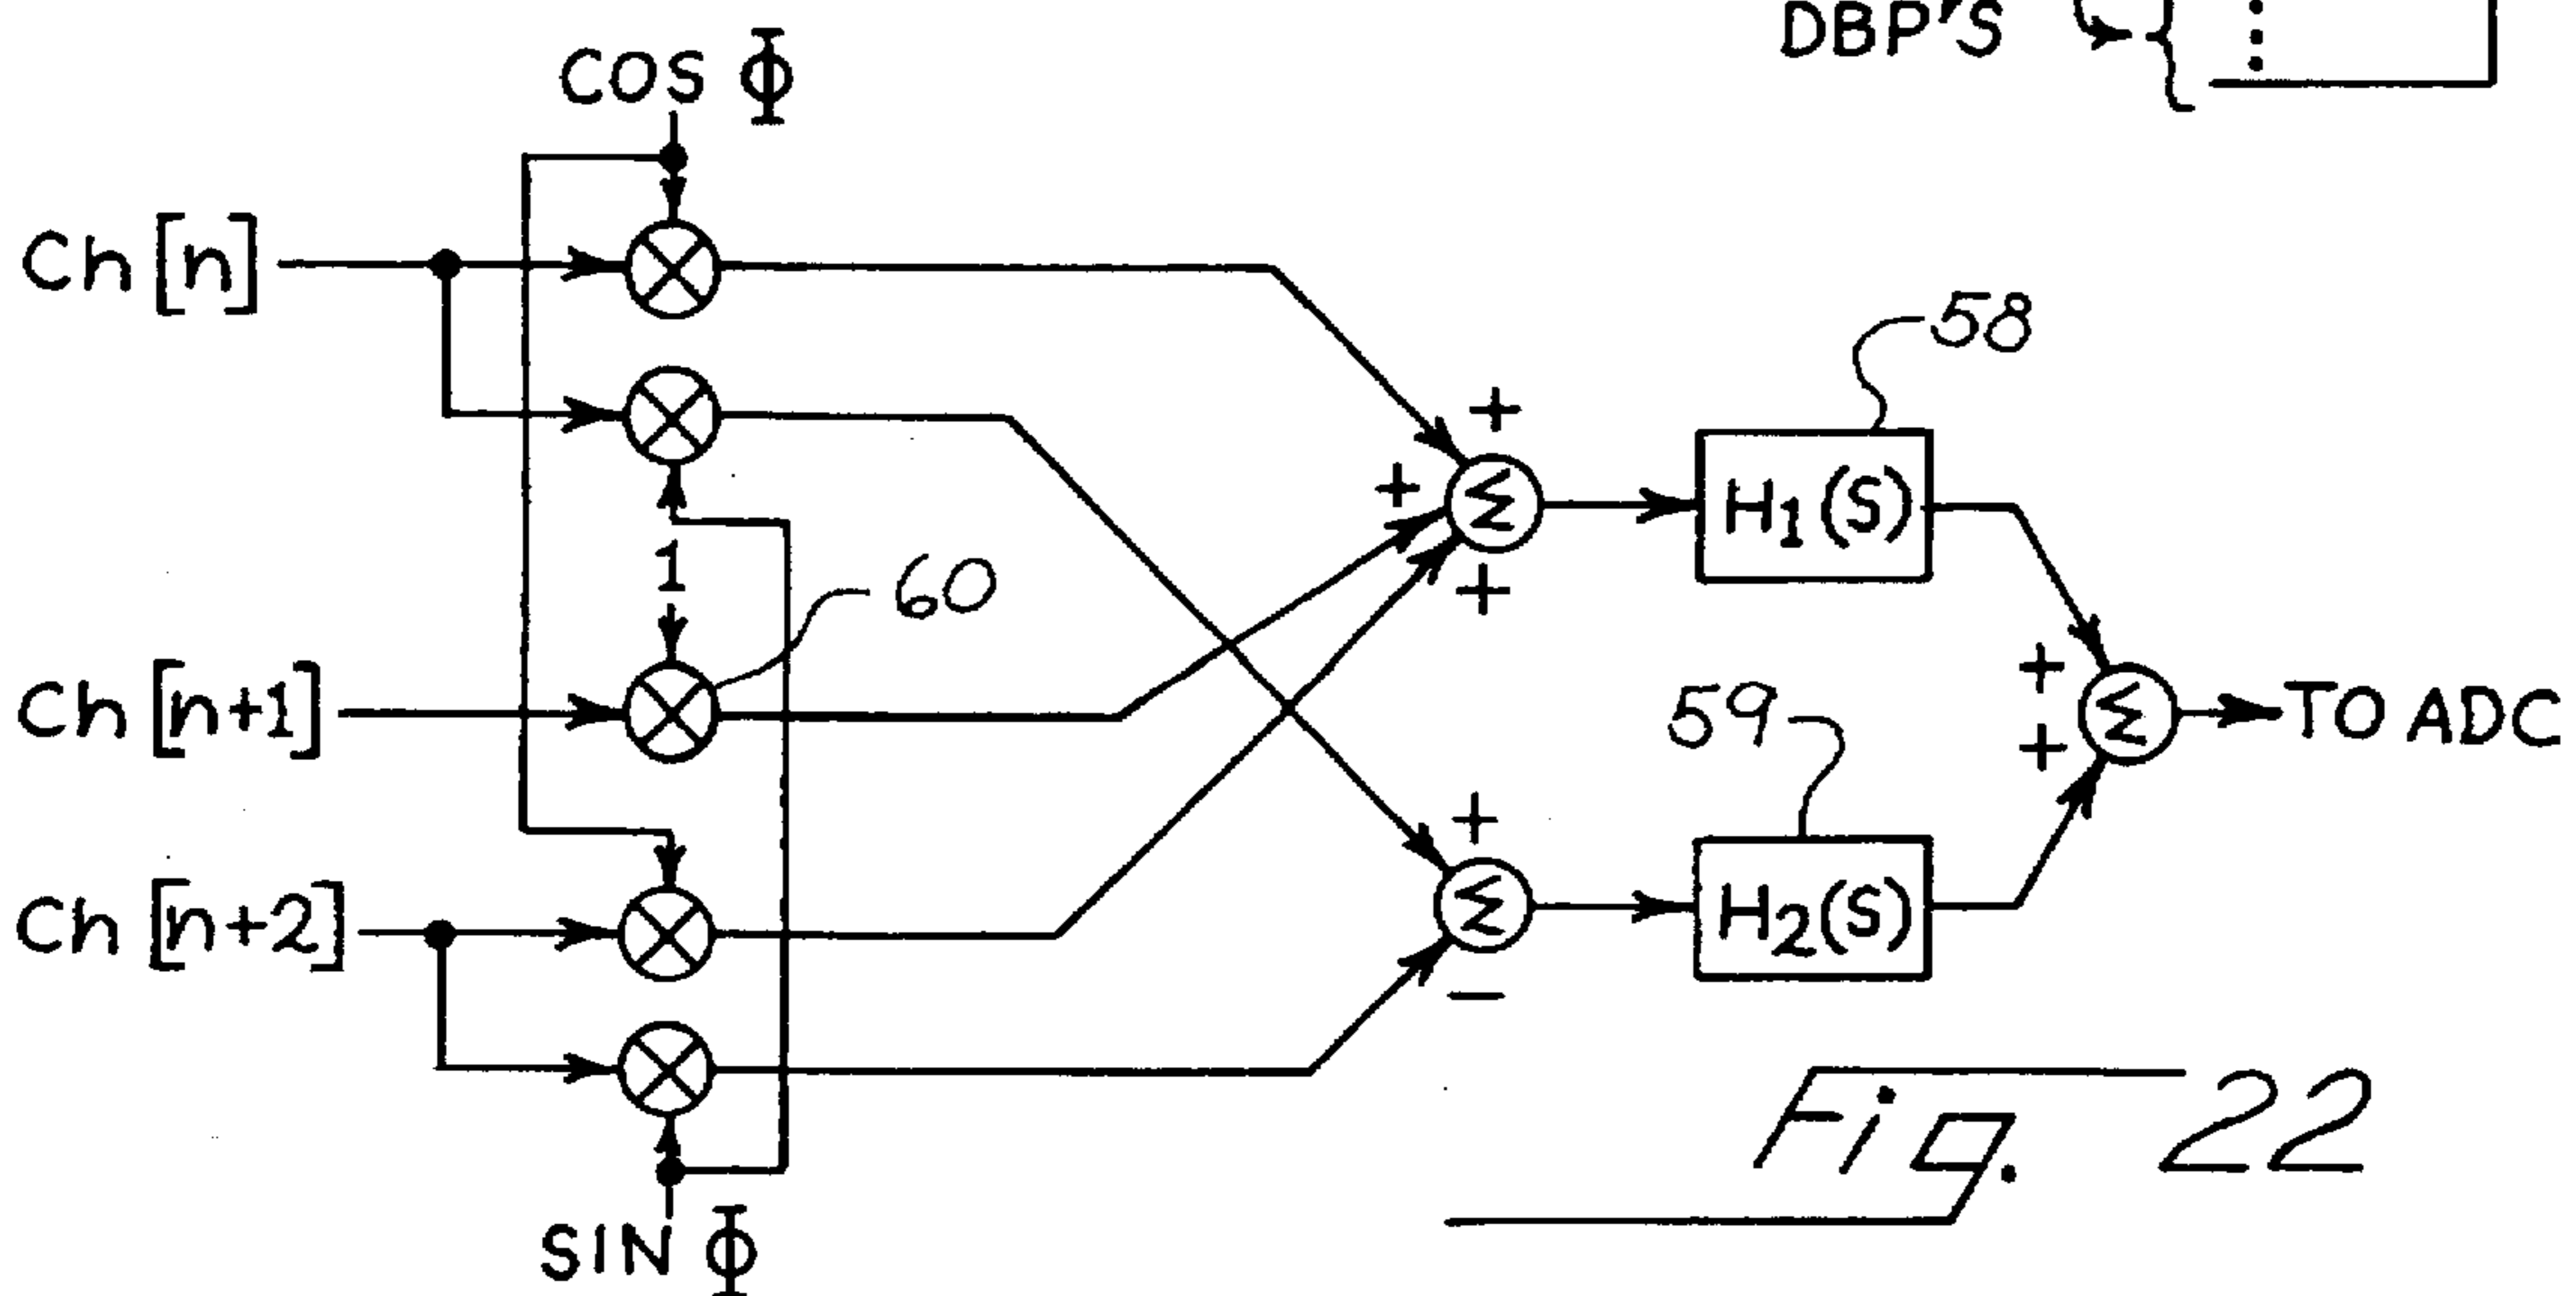 DBP'S
COS Φ
Ch [n]
58
+
+
Σ
H1(S)
+
1
60
Ch [n+1]
59
+
+
Σ
TO ADC
+
Ch [n+2]
Σ
H2(S)
−
SIN Φ
Fig. 22